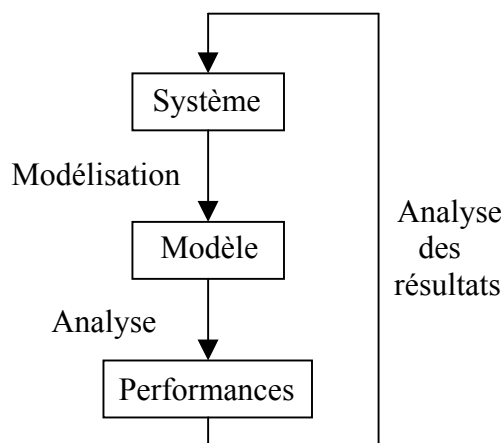 Système
Modélisation
Modèle
Analyse
des
résultats
Analyse
Performances